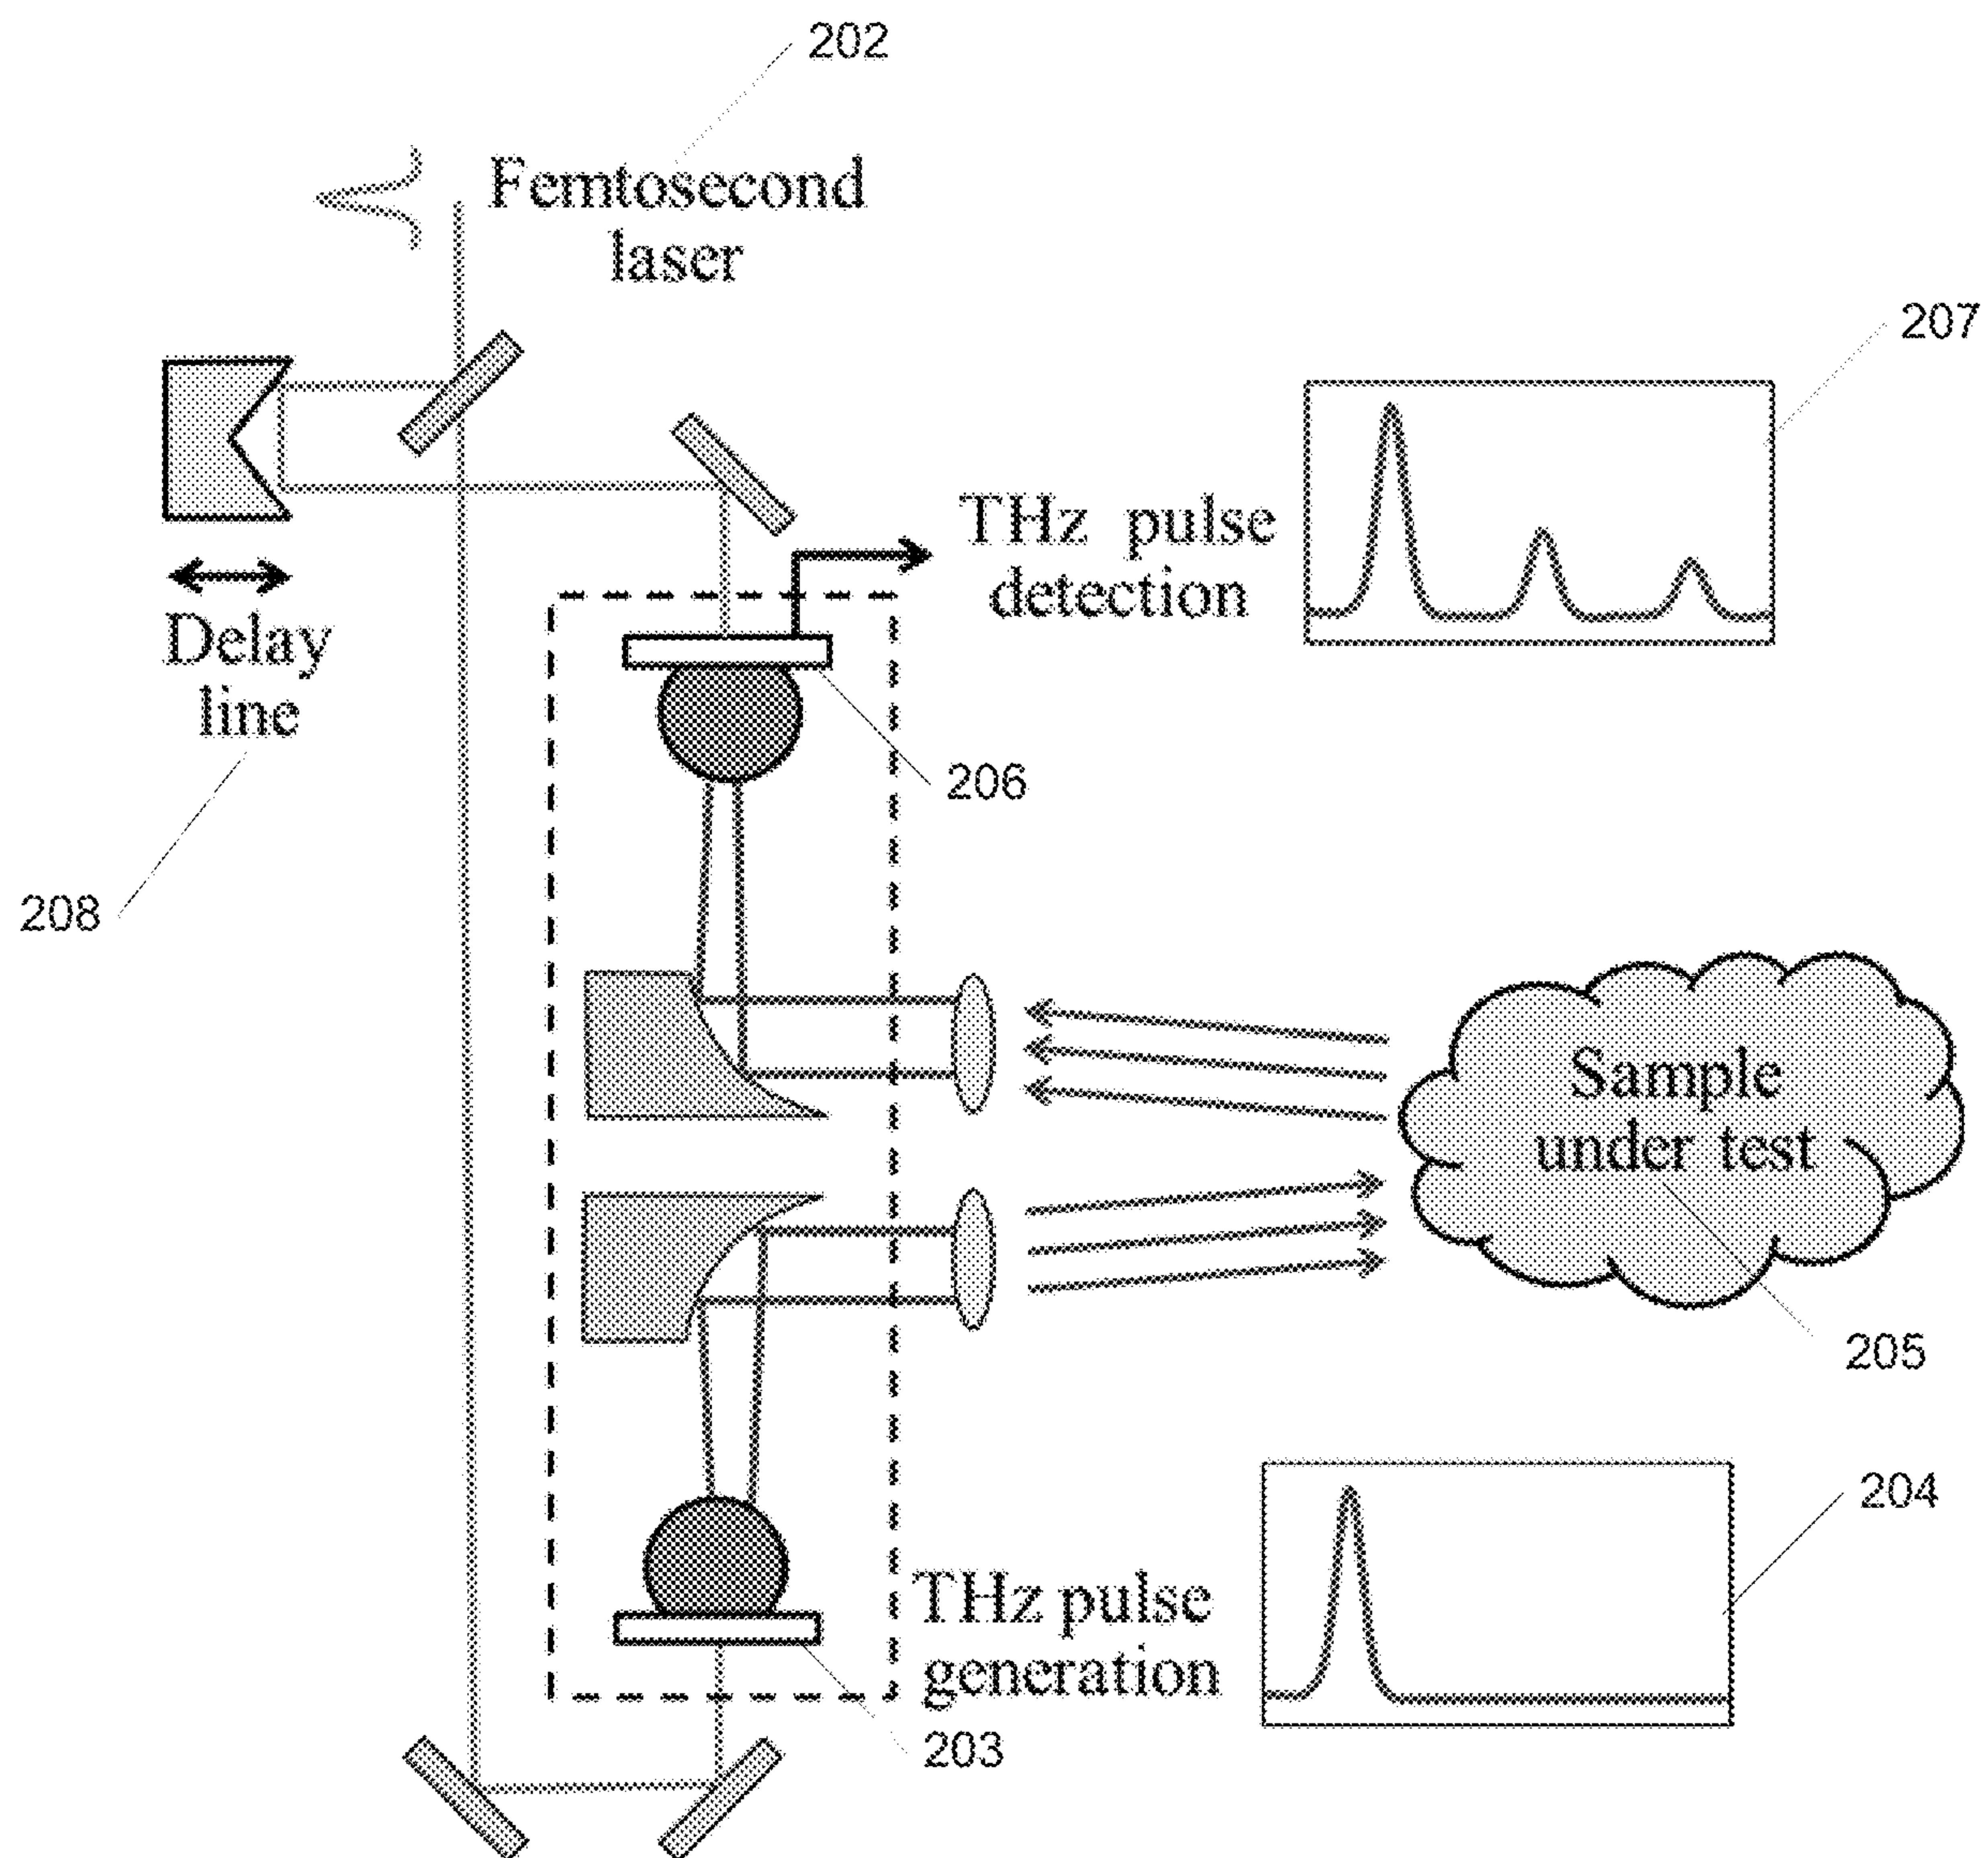 202
Femtosecond
laser
207
THz pulse
detection
Delay
line
206
208
Sample
under test
205
204
THz pulse
generation
203